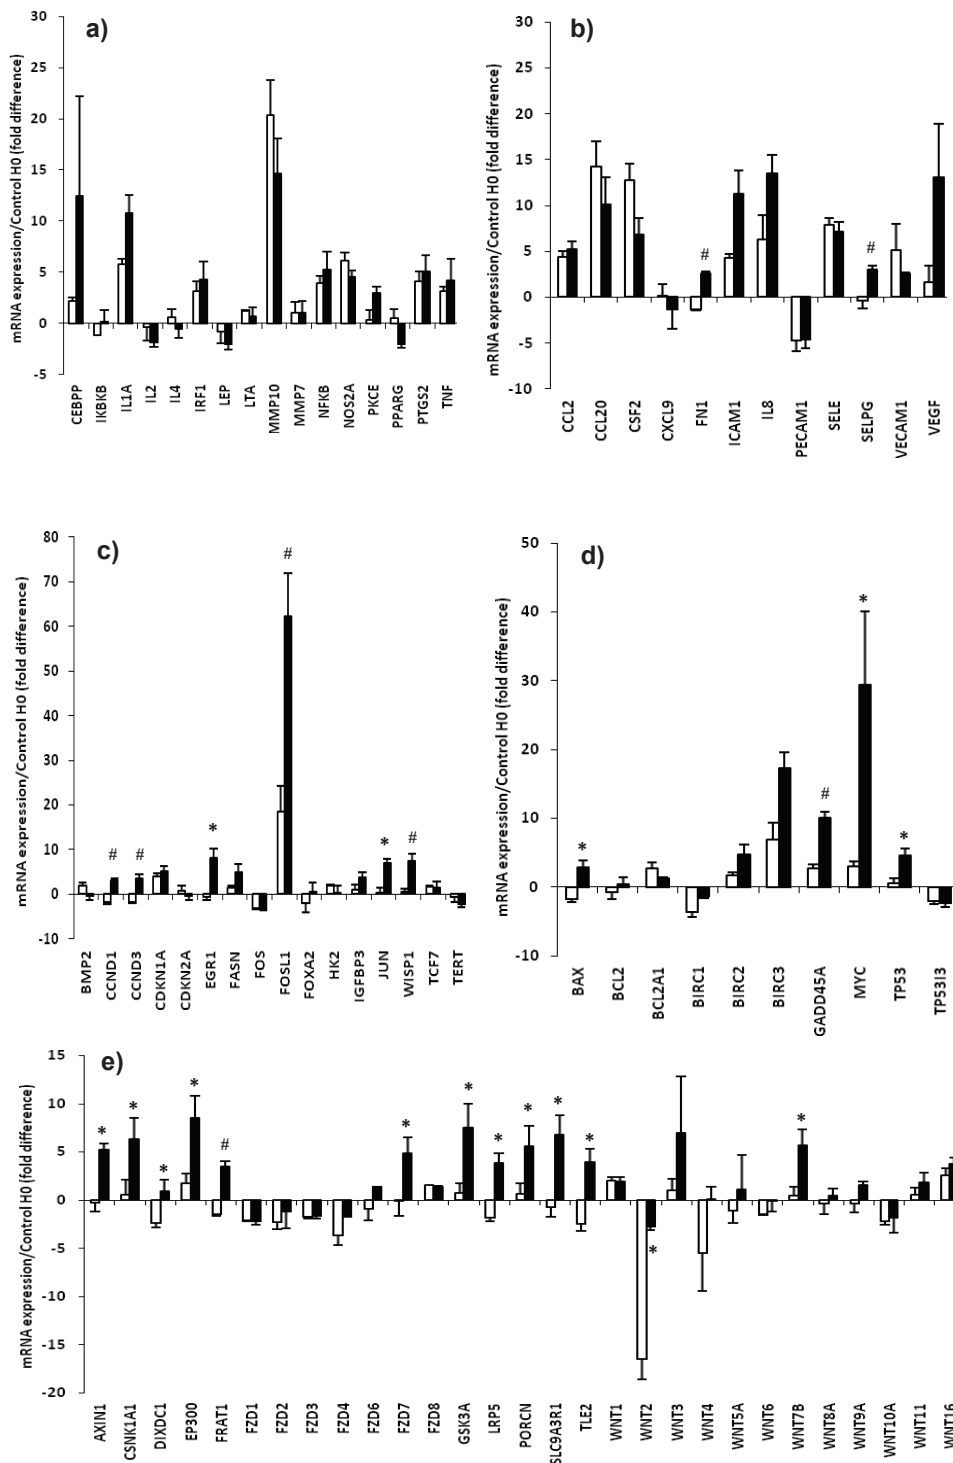 a)
mRNA expression/Control H0 (fold difference)
30
25
20
15
10
5
0
-5
CEBPP
IKBKB
IL1A
IL2
IL4
IRF1
LEP
LTA
MMP10
MMP7
NFKB
NOS2A
PKCE
PPARG
PTGS2
TNF
b)
mRNA expression/Control H0 (fold difference)
30
25
20
15
10
5
0
-5
-10
# #
CCL2
CCL20
CSF2
CXCL9
FN1
ICAM1
IL8
PECAM1
SELE
SELPG
VECAM1
VEGF
c)
mRNA expression/Control H0 (fold difference)
80
70
60
50
40
30
20
10
0
-10
# # * # * #
BMP2
CCND1
CCND3
CDKN1A
CDKN2A
EGR1
FASN
FOS
FOSL1
FOXA2
HK2
IGFBP3
JUN
WISP1
TCF7
TERT
d)
mRNA expression/Control H0 (fold difference)
50
40
30
20
10
0
-10
* # * *
BAX
BCL2
BCL2A1
BIRC1
BIRC2
BIRC3
GADD45A
MYC
TP53
TP53I3
e)
mRNA expression/Control H0 (fold difference)
15
10
5
0
-5
-10
-15
-20
* * * * # * * * * * * * *
AXIN1
CSNK1A1
DIXDC1
EP300
FRAT1
FZD1
FZD2
FZD3
FZD4
FZD6
FZD7
FZD8
GSK3A
LRP5
PORCN
SLC9A3R1
TLE2
WNT1
WNT2
WNT3
WNT4
WNT5A
WNT6
WNT7B
WNT8A
WNT9A
WNT10A
WNT11
WNT16